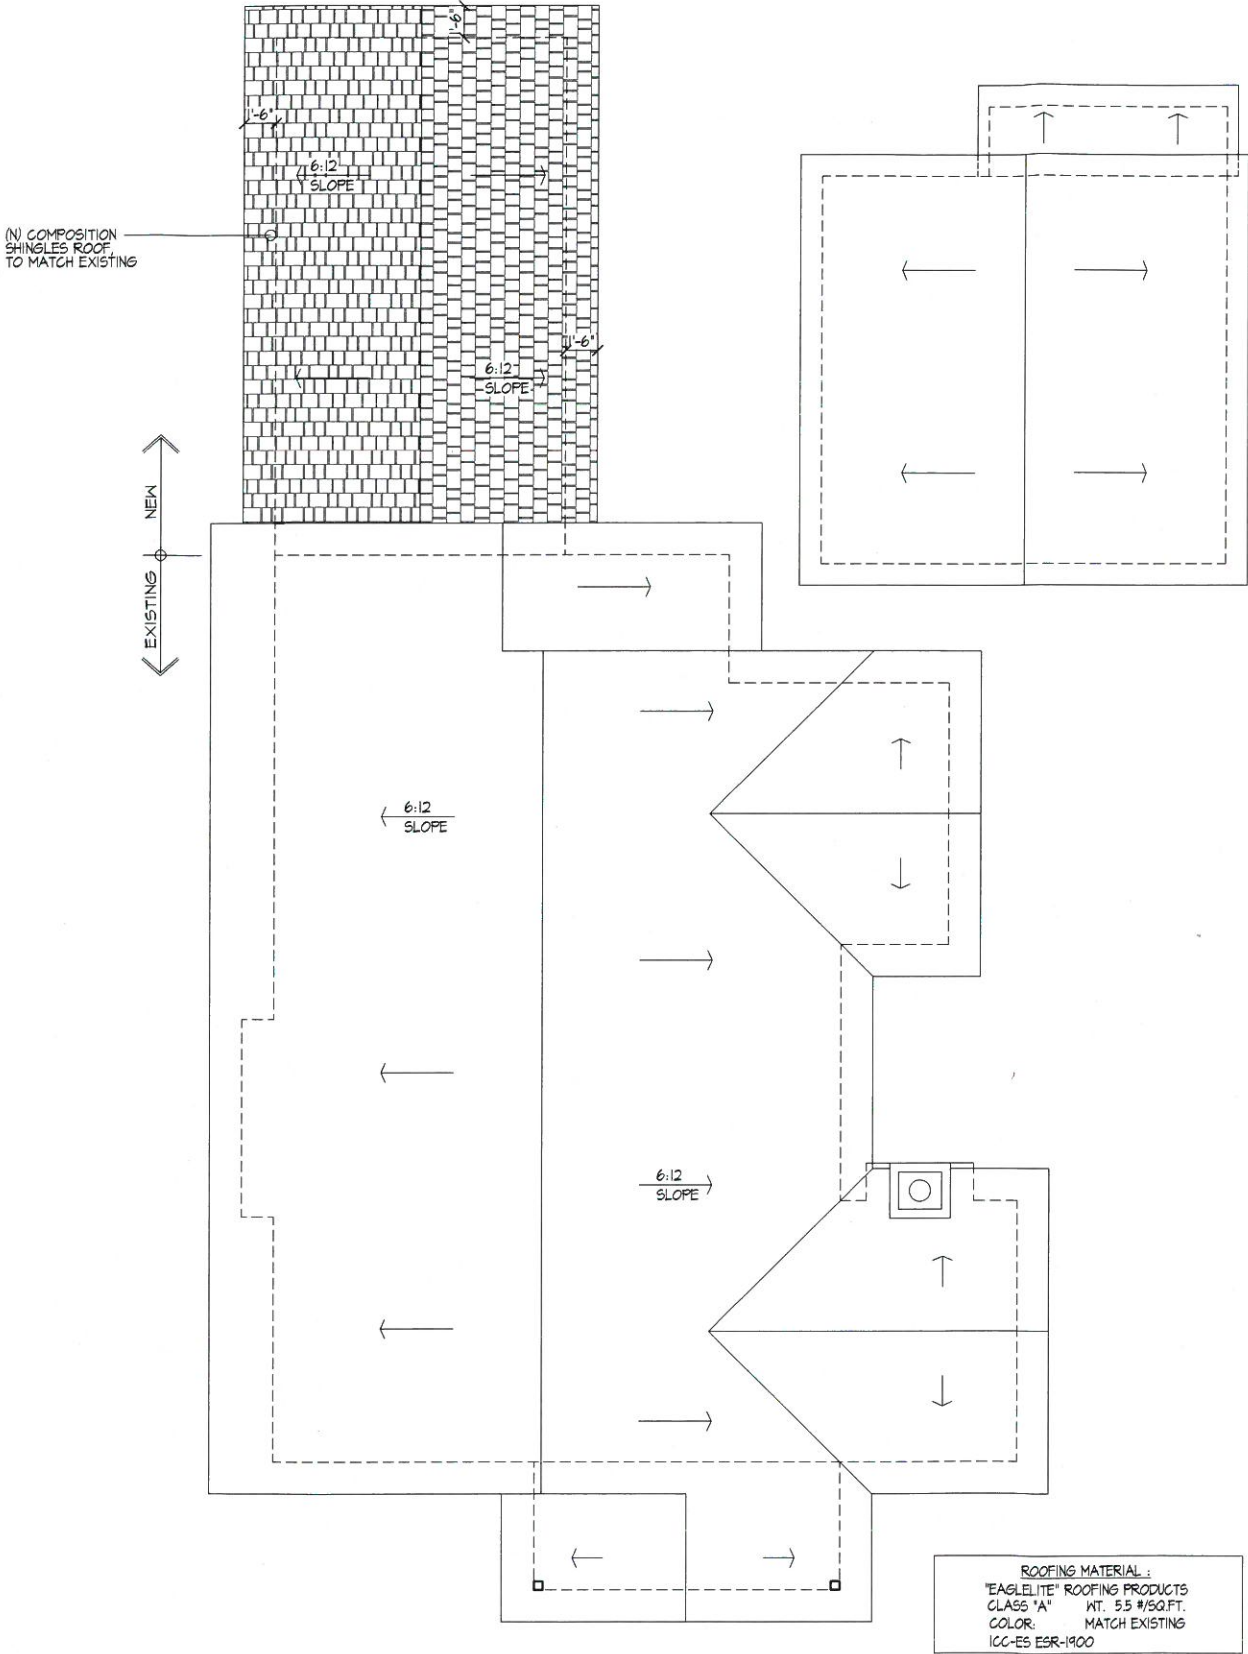 1'-6"
1'-6"
6:12
SLOPE
(N) COMPOSITION
SHINGLES ROOF,
TO MATCH EXISTING
1'-6"
6:12
SLOPE
NEW
EXISTING
6:12
SLOPE
6:12
SLOPE
ROOFING MATERIAL :
"EAGLELITE" ROOFING PRODUCTS
CLASS "A" WT. 5.5 #/SQ.FT.
COLOR: MATCH EXISTING
ICC-ES ESR-1900